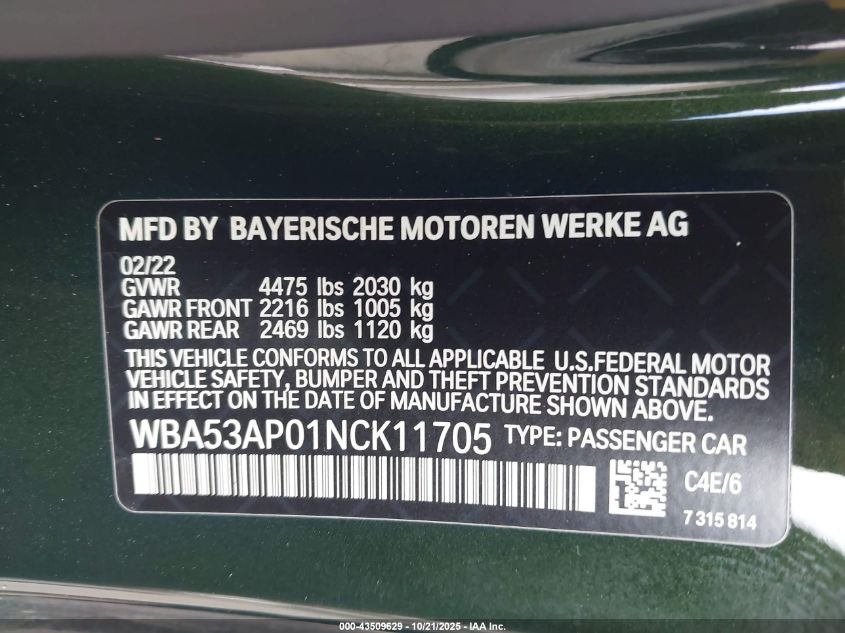 MFD BY BAYERISCHE MOTOREN WERKE AG
02/22
GVWR 4475 lbs 2030 kg
GAWR FRONT 2216 lbs 1005 kg
GAWR REAR 2469 lbs 1120 kg
THIS VEHICLE CONFORMS TO ALL APPLICABLE U.S.FEDERAL MOTOR
VEHICLE SAFETY, BUMPER AND THEFT PREVENTION STANDARDS
IN EFFECT ON THE DATE OF MANUFACTURE SHOWN ABOVE.
WBA53AP01NCK11705 TYPE: PASSENGER CAR
C4E/6
7 315 814
000-43509629 - 10/21/2025 - IAA Inc.